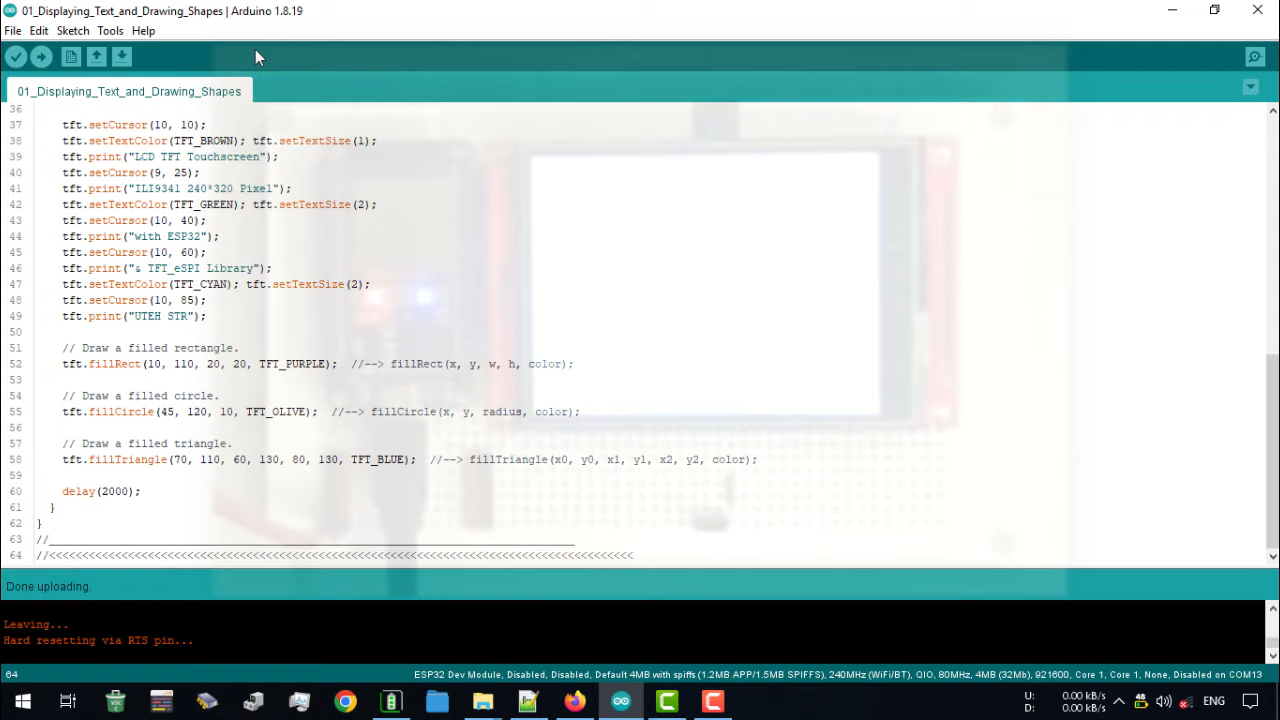 01_Displaying_Text_and_Drawing_Shapes | Arduino 1.8.19
File Edit Sketch Tools Help
01_Displaying_Text_and_Drawing_Shapes
36
37 tft.setCursor(10, 10);
38 tft.setTextColor(TFT_BROWN); tft.setTextSize(1);
39 tft.print("LCD TFT Touchscreen");
40 tft.setCursor(9, 25);
41 tft.print("ILI9341 240*320 Pixel");
42 tft.setTextColor(TFT_GREEN); tft.setTextSize(2);
43 tft.setCursor(10, 40);
44 tft.print("with ESP32");
45 tft.setCursor(10, 60);
46 tft.print("& TFT_eSPI Library");
47 tft.setTextColor(TFT_CYAN); tft.setTextSize(2);
48 tft.setCursor(10, 85);
49 tft.print("UTEH STR");
50
51 // Draw a filled rectangle.
52 tft.fillRect(10, 110, 20, 20, TFT_PURPLE); //--> fillRect(x, y, w, h, color);
53
54 // Draw a filled circle.
55 tft.fillCircle(45, 120, 10, TFT_OLIVE); //--> fillCircle(x, y, radius, color);
56
57 // Draw a filled triangle.
58 tft.fillTriangle(70, 110, 60, 130, 80, 130, TFT_BLUE); //--> fillTriangle(x0, y0, x1, y1, x2, y2, color);
59
60 delay(2000);
61 }
62 }
63 //________________________________________________________________________________
64 //<<<<<<<<<<<<<<<<<<<<<<<<<<<<<<<<<<<<<<<<<<<<<<<<<<<<<<<<<<<<<<<<<<<<<<<<<<<<<<<<<<<<<<<<
Done uploading.
Leaving...
Hard resetting via RTS pin...
64 ESP32 Dev Module, Disabled, Disabled, Default 4MB with spiffs (1.2MB APP/1.5MB SPIFFS), 240MHz (WiFi/BT), QIO, 80MHz, 4MB (32Mb), 921600, Core 1, Core 1, None, Disabled on COM13
U: 0.00 kB/s
D: 0.00 kB/s
48
ENG